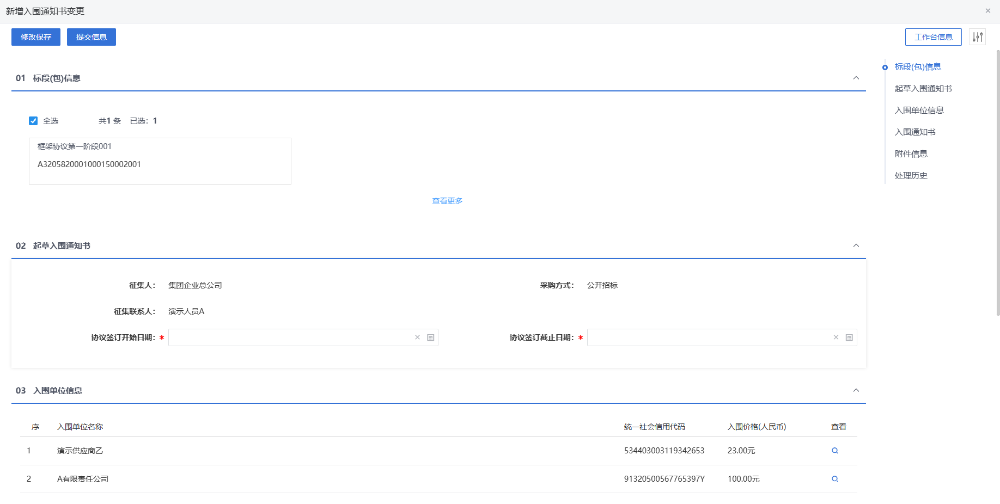 新增入围通知书变更
修改保存 提交信息 工作台信息
01 标段(包)信息
全选 共1 条 已选：1
框架协议第一阶段001
A3205820001000150002001
查看更多
02 起草入围通知书
征集人： 集团企业总公司 采购方式： 公开招标
征集联系人： 演示人员A
协议签订开始日期：* 协议签订截止日期：*
03 入围单位信息
序 入围单位名称 统一社会信用代码 入围价格(人民币) 查看
1 演示供应商乙 534403003119342653 23.00元
2 A有限责任公司 91320500567765397Y 100.00元
标段(包)信息
起草入围通知书
入围单位信息
入围通知书
附件信息
处理历史